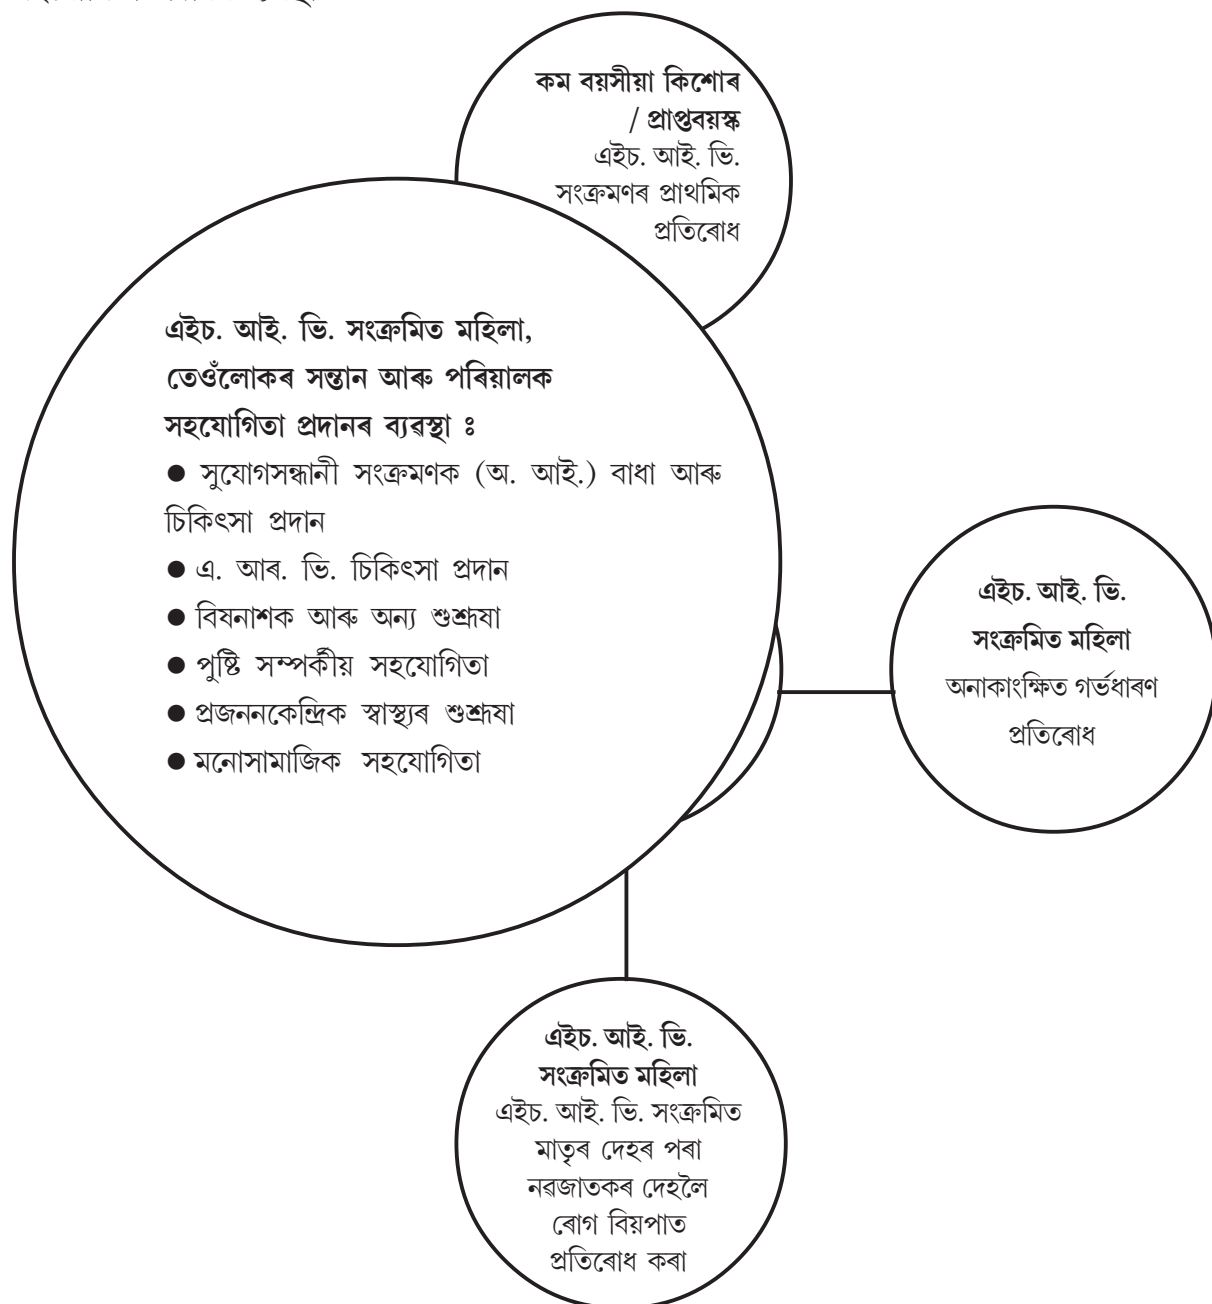 কম বয়সীয়া কিশোৰ
/ প্ৰাপ্তবয়স্ক
এইচ. আই. ভি.
সংক্ৰমণৰ প্ৰাথমিক
প্ৰতিৰোধ
এইচ. আই. ভি. সংক্ৰমিত মহিলা,
তেওঁলোকৰ সন্তান আৰু পৰিয়ালক
সহযোগিতা প্ৰদানৰ ব্যৱস্থা ঃ
● সুযোগসন্ধানী সংক্ৰমণক (অ. আই.) বাধা আৰু
চিকিৎসা প্ৰদান
● এ. আৰ. ভি. চিকিৎসা প্ৰদান
● বিষনাশক আৰু অন্য শুশ্ৰূষা
● পুষ্টি সম্পৰ্কীয় সহযোগিতা
● প্ৰজননকেন্দ্ৰিক স্বাস্থ্যৰ শুশ্ৰূষা
● মনোসামাজিক সহযোগিতা
এইচ. আই. ভি.
সংক্ৰমিত মহিলা
অনাকাংক্ষিত গৰ্ভধাৰণ
প্ৰতিৰোধ
এইচ. আই. ভি.
সংক্ৰমিত মহিলা
এইচ. আই. ভি. সংক্ৰমিত
মাতৃৰ দেহৰ পৰা
নৱজাতকৰ দেহলৈ
ৰোগ বিয়পাত
প্ৰতিৰোধ কৰা